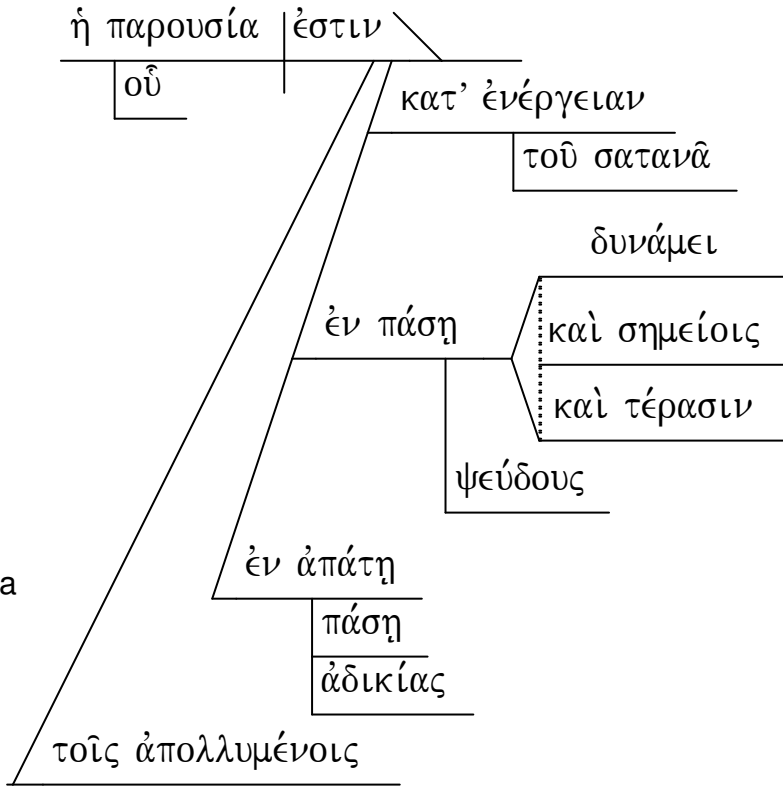 ἡ παρουσία ἐστιν
οὗ
κατ’ ἐνέργειαν
τοῦ σατανᾶ
δυνάμει
ἐν πάσῃ
καὶ σημείοις
καὶ τέρασιν
ψεύδους
ἐν ἀπάτῃ
a
πάσῃ
ἀδικίας
τοῖς ἀπολλυμένοις